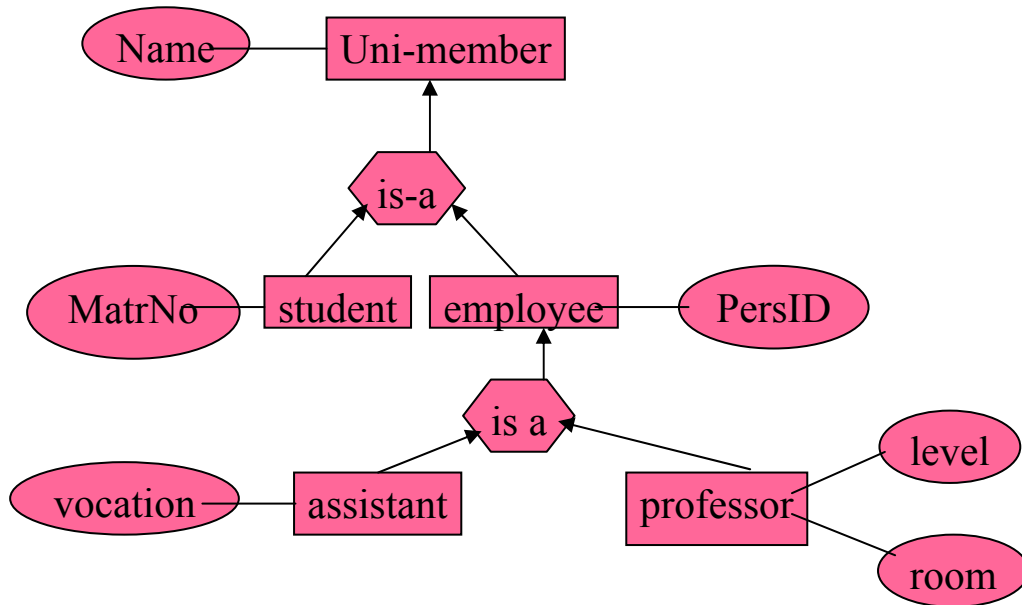 Name
Uni-member
is-a
MatrNo
student
employee
PersID
is a
level
vocation
assistant
professor
room